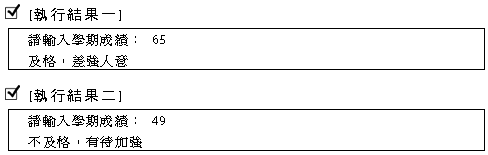 [執行結果一]
請輸入學期成績： 65
及格，差強人意
[執行結果二]
請輸入學期成績： 49
不及格，有待加強